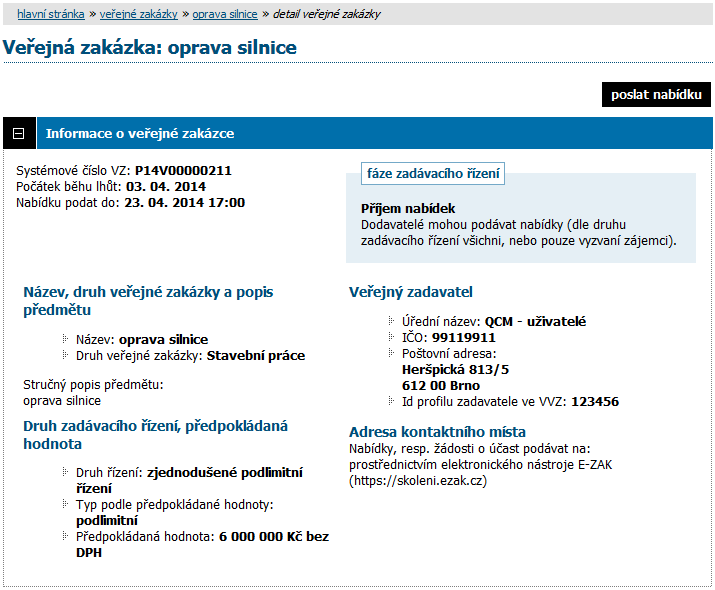 hlavní stránka » veřejné zakázky » oprava silnice » detail veřejné zakázky
Veřejná zakázka: oprava silnice
poslat nabídku
Informace o veřejné zakázce
Systémové číslo VZ: P14V00000211
Počátek běhu lhůt: 03. 04. 2014
Nabídku podat do: 23. 04. 2014 17:00
fáze zadávacího řízení
Příjem nabídek
Dodavatelé mohou podávat nabídky (dle druhu
zadávacího řízení všichni, nebo pouze vyzvaní zájemci).
Název, druh veřejné zakázky a popis
předmětu
Název: oprava silnice
Druh veřejné zakázky: Stavební práce
Stručný popis předmětu:
oprava silnice
Druh zadávacího řízení, předpokládaná
hodnota
Druh řízení: zjednodušené podlimitní
řízení
Typ podle předpokládané hodnoty:
podlimitní
Předpokládaná hodnota: 6 000 000 Kč bez
DPH
Veřejný zadavatel
Úřední název: QCM - uživatelé
IČO: 99119911
Poštovní adresa:
Heršpická 813/5
612 00 Brno
Id profilu zadavatele ve VVZ: 123456
Adresa kontaktního místa
Nabídky, resp. žádosti o účast podávat na:
prostřednictvím elektronického nástroje E-ZAK
(https://skoleni.ezak.cz)